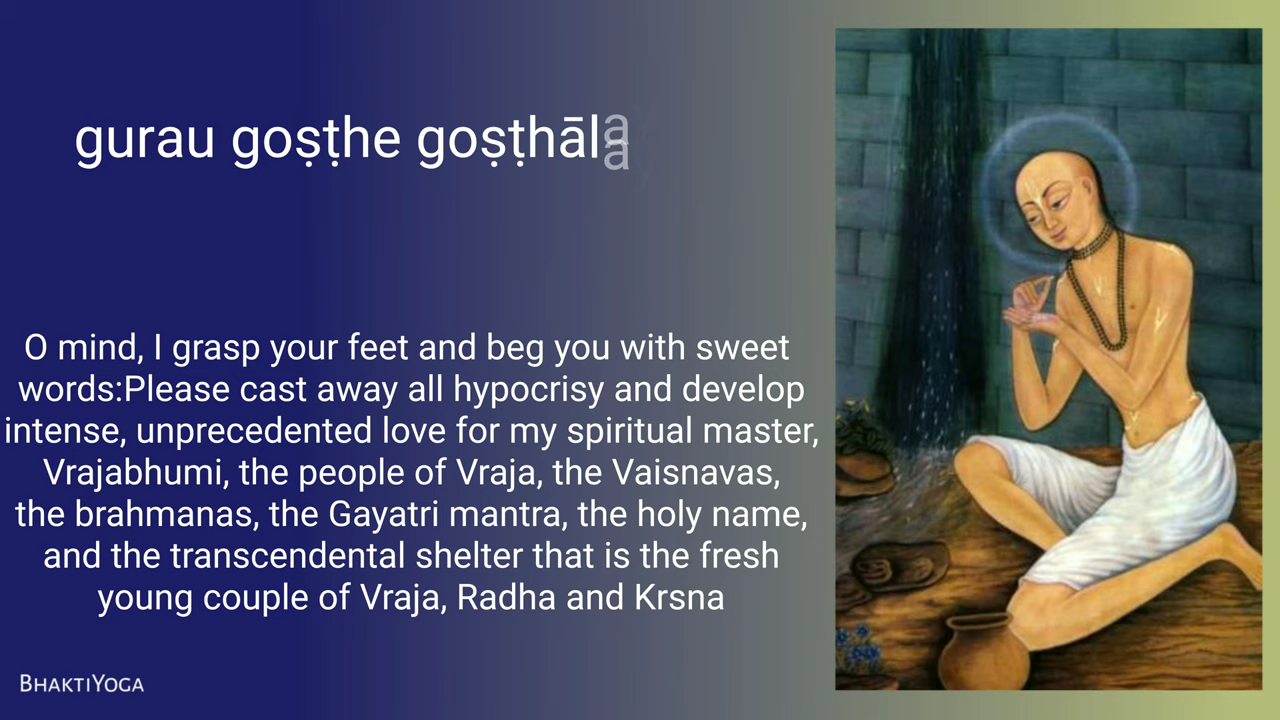 gurau goṣṭhe goṣṭhāla
O mind, I grasp your feet and beg you with sweet
words:Please cast away all hypocrisy and develop
intense, unprecedented love for my spiritual master,
Vrajabhumi, the people of Vraja, the Vaisnavas,
the brahmanas, the Gayatri mantra, the holy name,
and the transcendental shelter that is the fresh
young couple of Vraja, Radha and Krsna
BHAKTIYOGA